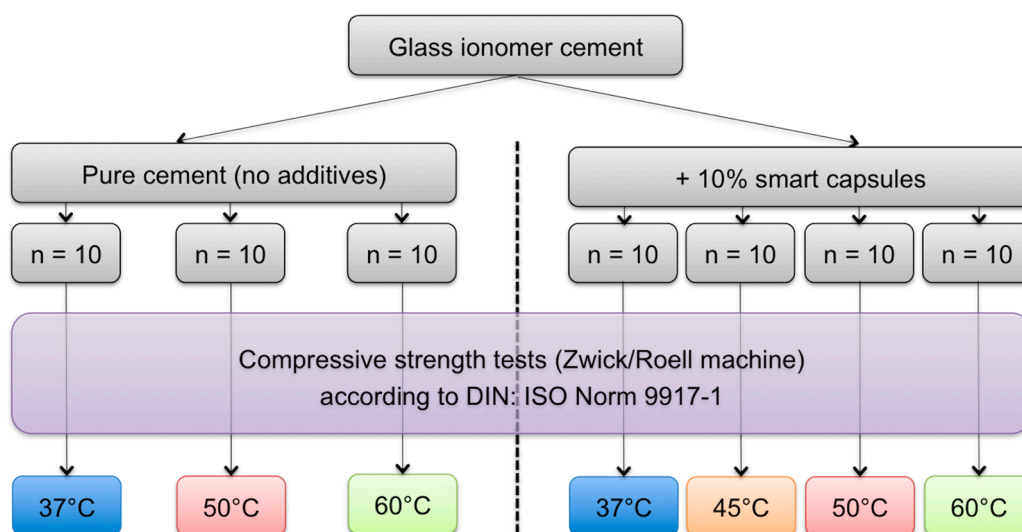 Glass ionomer cement
Pure cement (no additives)
+ 10% smart capsules
n = 10
n = 10
n = 10
n = 10
n = 10
n = 10
n = 10
Compressive strength tests (Zwick/Roell machine)
according to DIN: ISO Norm 9917-1
37°C
50°C
60°C
37°C
45°C
50°C
60°C